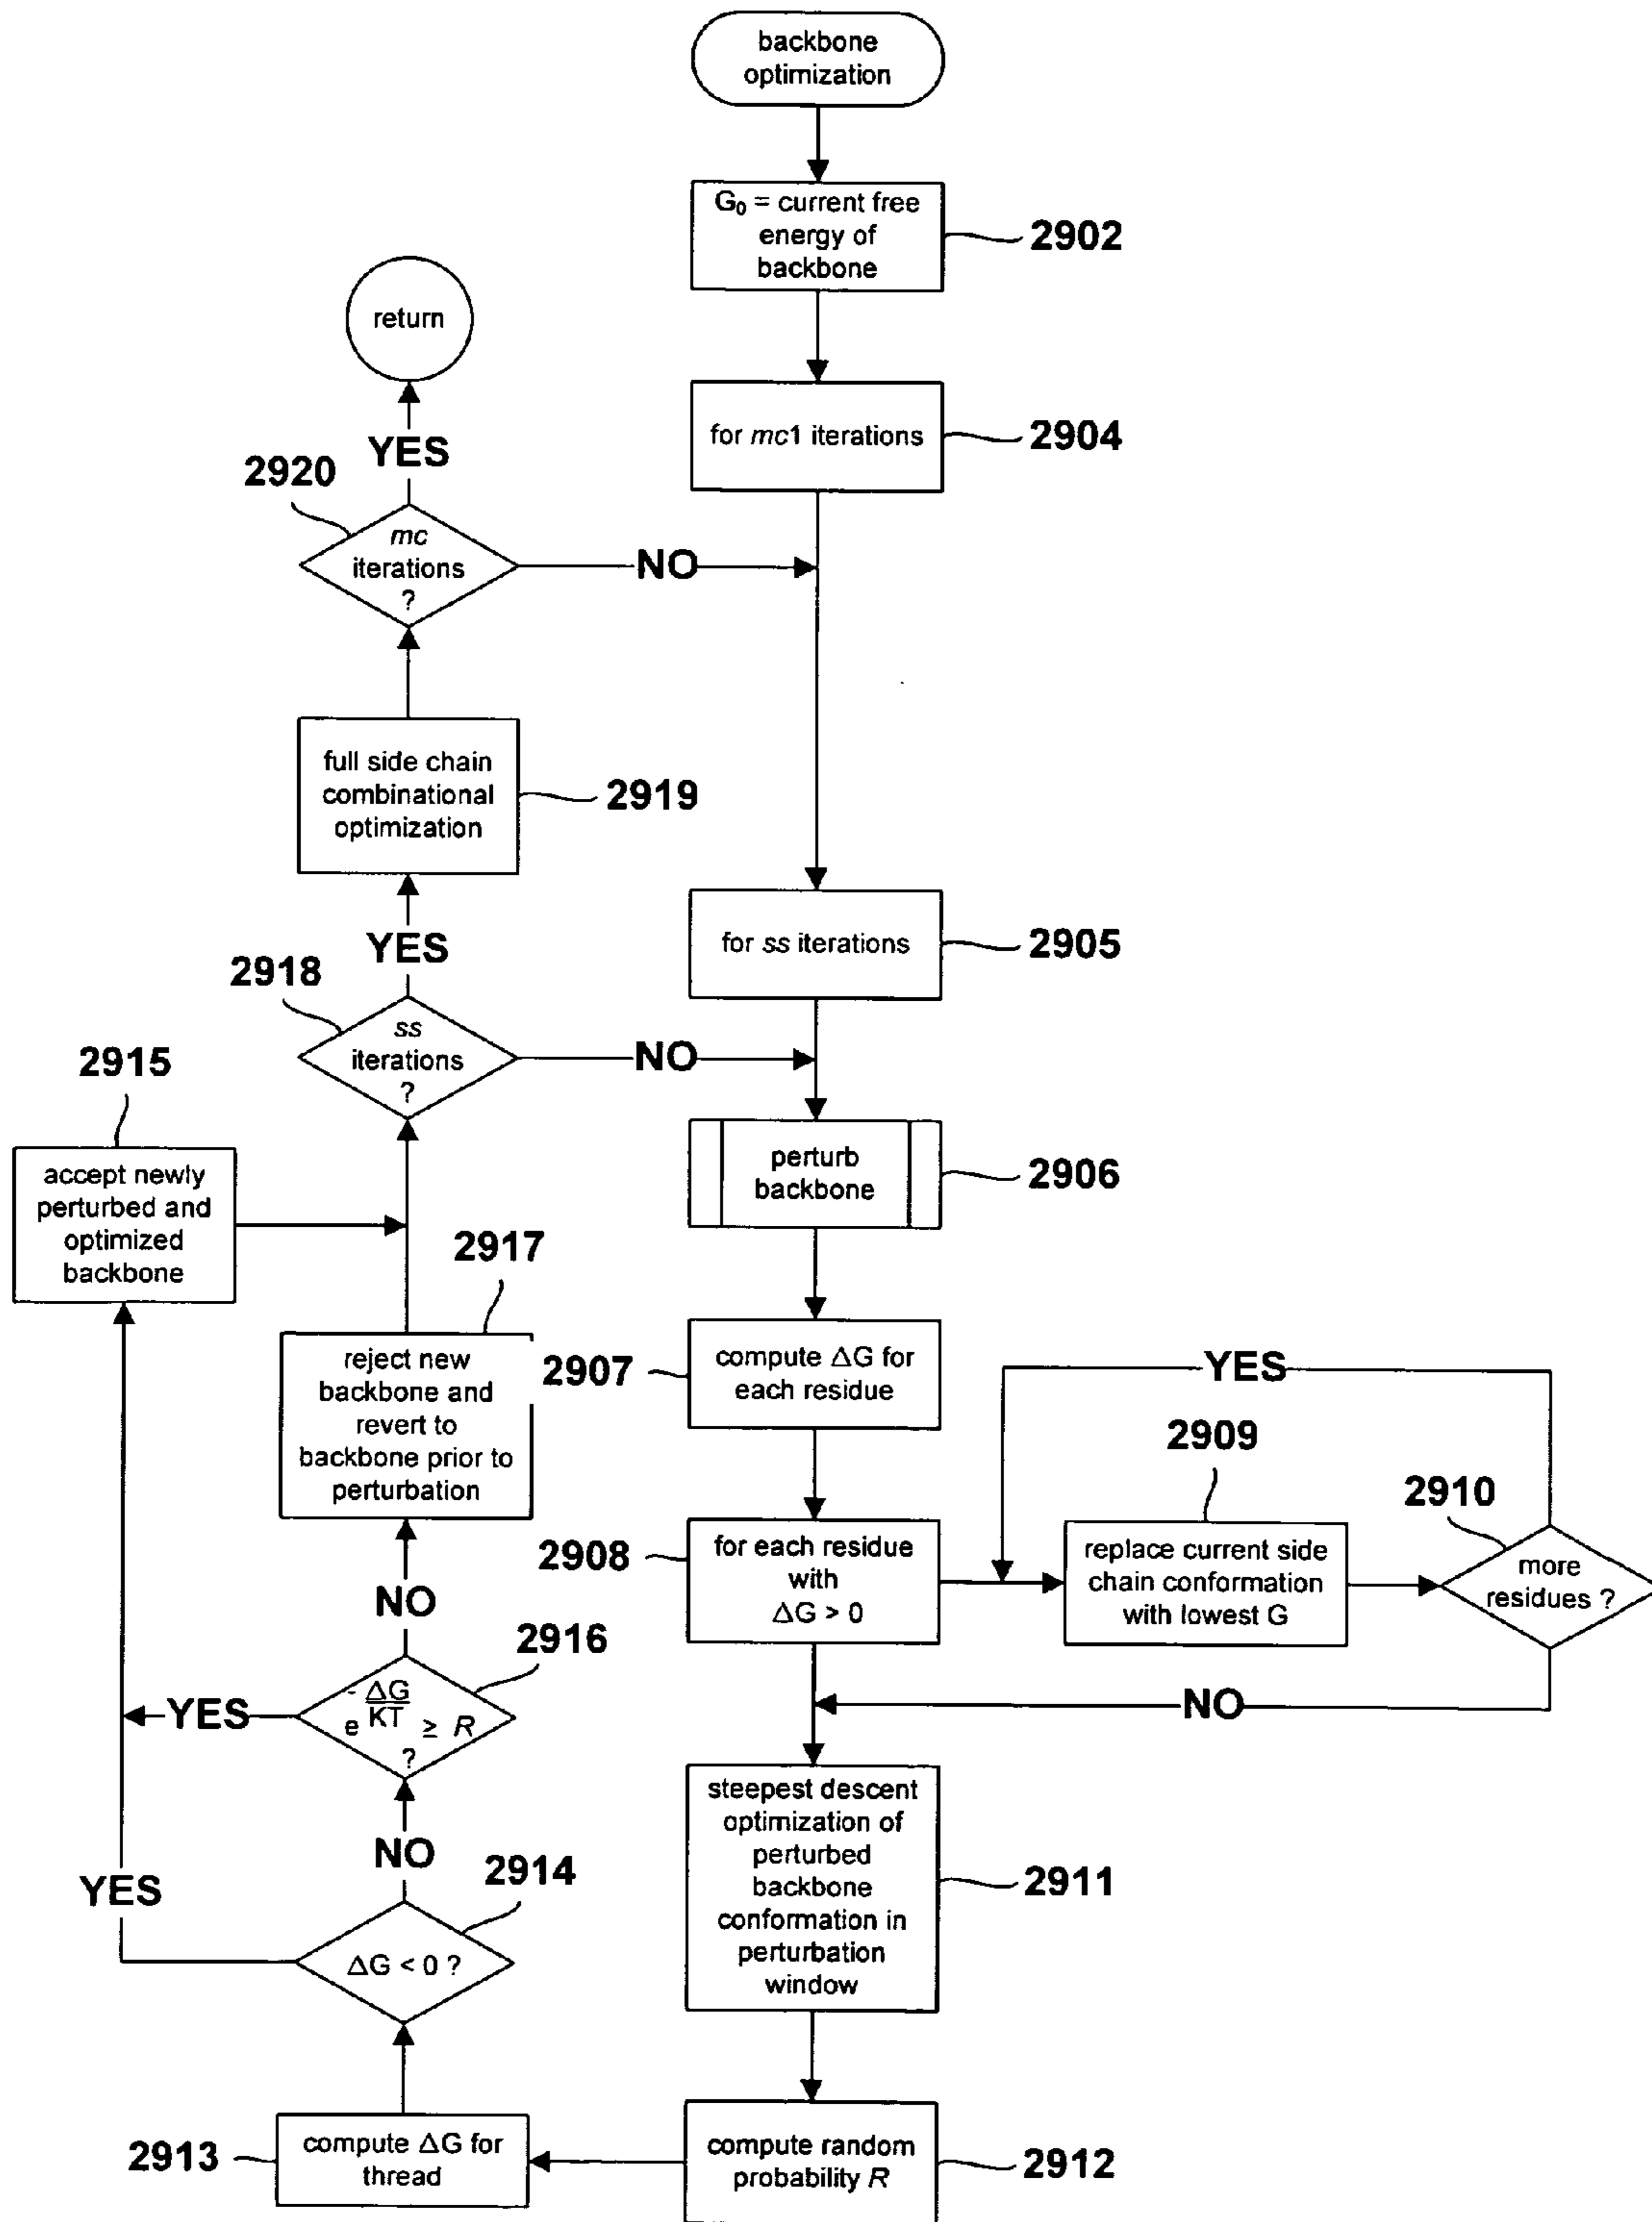 backbone
optimization
G₀ = current free
energy of
backbone
2902
return
for mc1 iterations
2904
YES
2920
mc
iterations
?
NO
full side chain
combinational
optimization
2919
for ss iterations
2905
YES
2918
ss
iterations
?
NO
2915
accept newly
perturbed and
optimized
backbone
perturb
backbone
2906
2917
reject new
backbone and
revert to
backbone prior to
perturbation
2907
compute ΔG for
each residue
YES
2909
2910
2908
for each residue
with
ΔG > 0
replace current side
chain conformation
with lowest G
more
residues ?
NO
2916
YES
e^(-ΔG/KT) ≥ R
?
NO
steepest descent
optimization of
perturbed
backbone
conformation in
perturbation
window
2911
NO
YES
2914
ΔG < 0 ?
2913
compute ΔG for
thread
compute random
probability R
2912